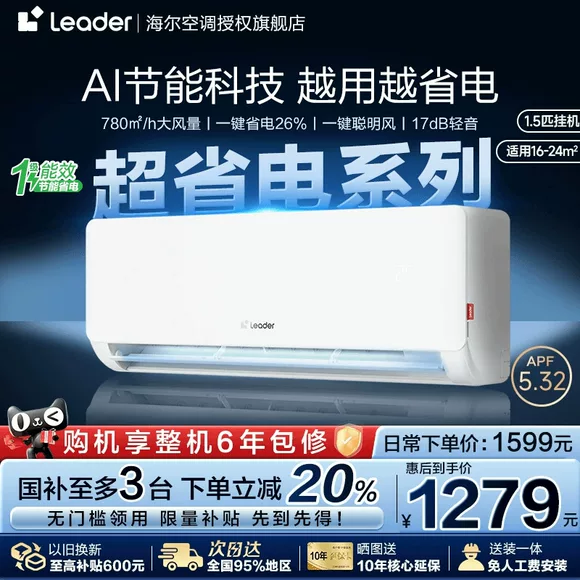 Leader 海尔空调授权旗舰店
AI节能科技 越用越省电
780㎥/h大风量 | 一键省电26% | 一键聪明风 | 17dB轻音
1.5匹挂机
适用16-24m²
1级能效
节能省电
超省电系列
Leader
APF
5.32
购机享整机6年包修
日常下单价: 1599元
国补至多3台 下单立减20%
无门槛领用 限量补贴 先到先得!
惠后到手价
¥1279元
以旧换新
至高补贴600元
次日达
全国95%地区
10年
晒图送
10年核心延保
送装一体
免人工费安装